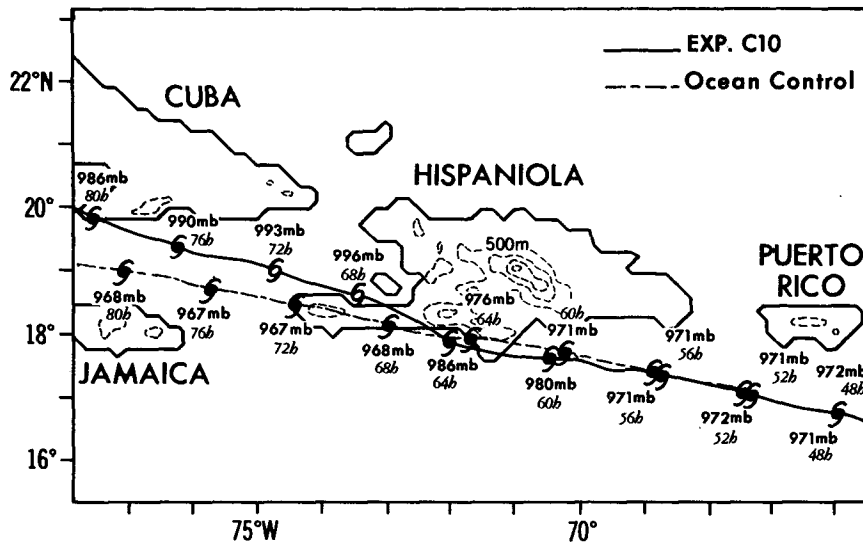 EXP. C10
Ocean Control
22°N
20°
18°
16°
75°W
70°
CUBA
HISPANIOLA
PUERTO
RICO
JAMAICA
500m
986mb
80h
990mb
76h
993mb
72h
996mb
68h
976mb
64h
60h
971mb
971mb
56h
971mb
52h
972mb
48h
968mb
80h
967mb
76h
967mb
72h
968mb
68h
986mb
64h
980mb
60h
971mb
56h
972mb
52h
971mb
48h